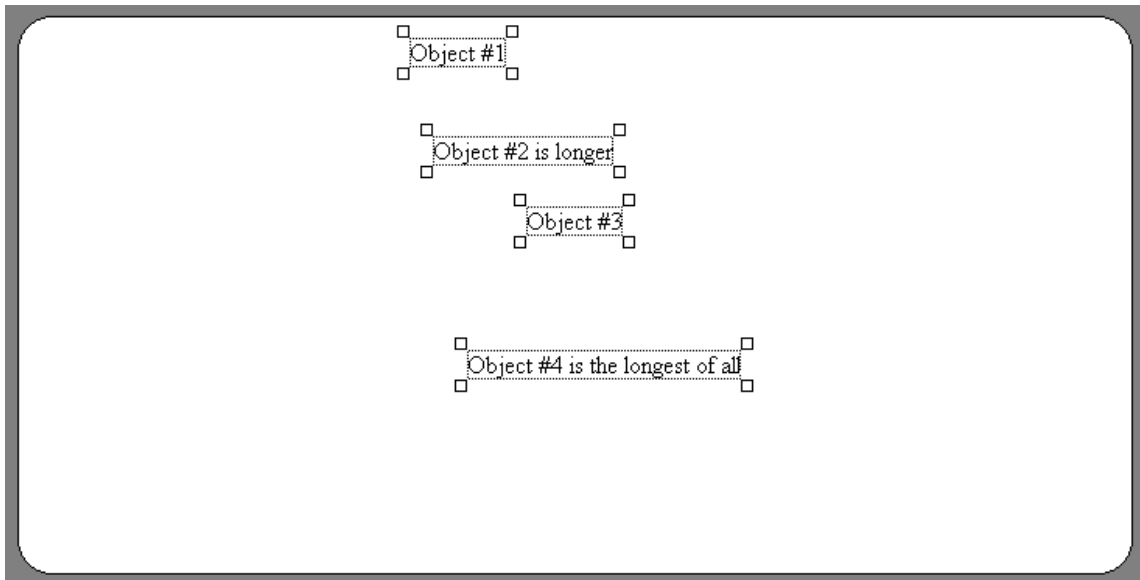 Object #1
Object #2 is longer
Object #3
Object #4 is the longest of all